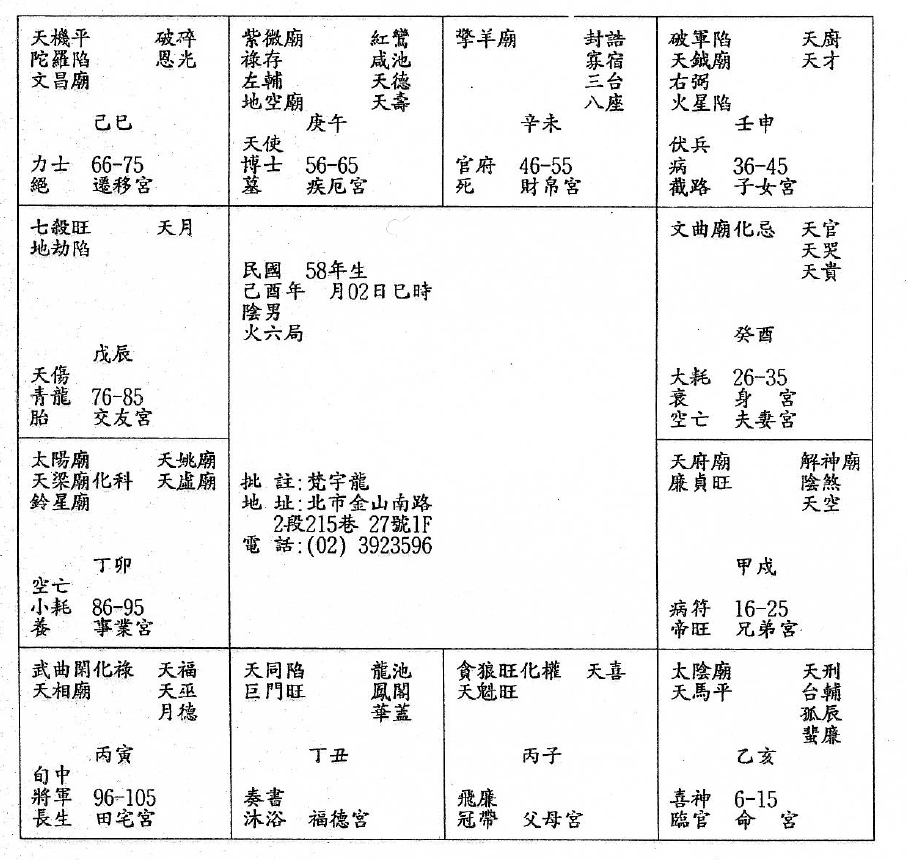 天機平 破碎
陀羅陷 恩光
文昌廟
己巳
力士 66-75
絕 遷移宮
紫微廟 紅鸞
祿存 咸池
左輔 天德
地空廟 天壽
庚午
天使
博士 56-65
墓 疾厄宮
擎羊廟 封誥
寡宿
三台
八座
辛未
官府 46-55
死 財帛宮
破軍陷 天廚
天鉞廟 天才
右弼
火星陷
壬申
伏兵
病 36-45
截路 子女宮
七殺旺 天月
地劫陷
戊辰
天傷
青龍 76-85
胎 交友宮
民國 58年生
己酉年 月02日巳時
陰男
火六局
批 註:梵宇龍
地 址:北市金山南路
2段215巷 27號1F
電 話:(02) 3923596
文曲廟化忌 天官
天哭
天貴
癸酉
大耗 26-35
衰 身 宮
空亡 夫妻宮
太陽廟 天姚廟
天梁廟化科 天虛廟
鈴星廟
丁卯
空亡
小耗 86-95
養 事業宮
天府廟 解神廟
廉貞旺 陰煞
天空
甲戌
病符 16-25
帝旺 兄弟宮
武曲閑化祿 天福
天相廟 天巫
月德
丙寅
旬中
將軍 96-105
長生 田宅宮
天同陷 龍池
巨門旺 鳳閣
華蓋
丁丑
奏書
沐浴 福德宮
貪狼旺化權 天喜
天魁旺
丙子
飛廉
冠帶 父母宮
太陰廟 天刑
天馬平 台輔
孤辰
蜚廉
乙亥
喜神 6-15
臨官 命 宮